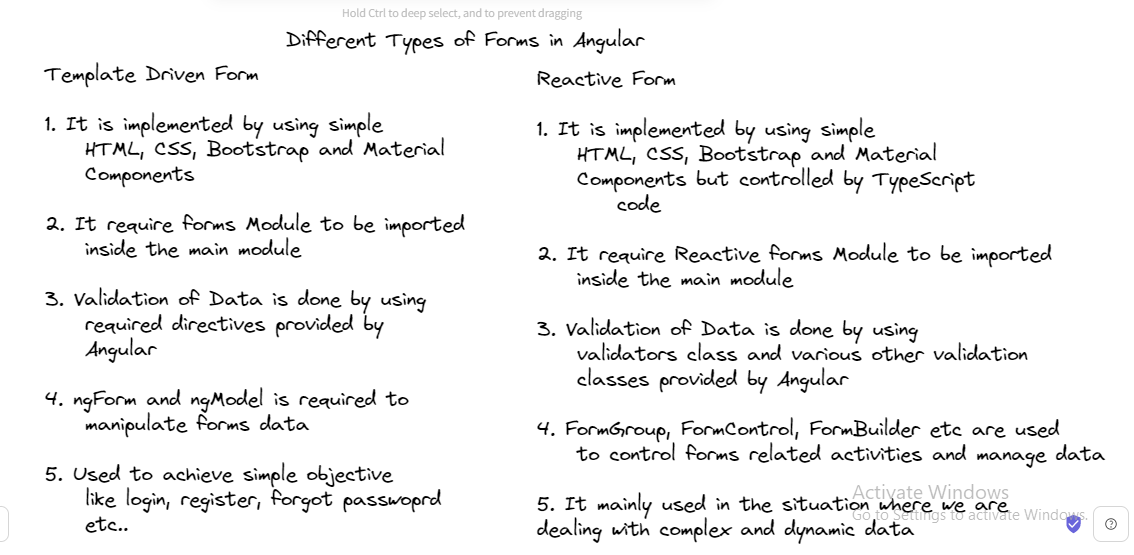 Hold Ctrl to deep select, and to prevent dragging
Different Types of Forms in Angular
Template Driven Form
1. It is implemented by using simple
HTML, CSS, Bootstrap and Material
Components
2. It require forms Module to be imported
inside the main module
3. Validation of Data is done by using
required directives provided by
Angular
4. ngForm and ngModel is required to
manipulate forms data
5. Used to achieve simple objective
like login, register, forgot passwoprd
etc..
Reactive Form
1. It is implemented by using simple
HTML, CSS, Bootstrap and Material
Components but controlled by TypeScript
code
2. It require Reactive forms Module to be imported
inside the main module
3. Validation of Data is done by using
validators class and various other validation
classes provided by Angular
4. FormGroup, FormControl, FormBuilder etc are used
to control forms related activities and manage data
5. It mainly used in the situation where we are
dealing with complex and dynamic data
Activate Windows
Go to Settings to activate Windows.